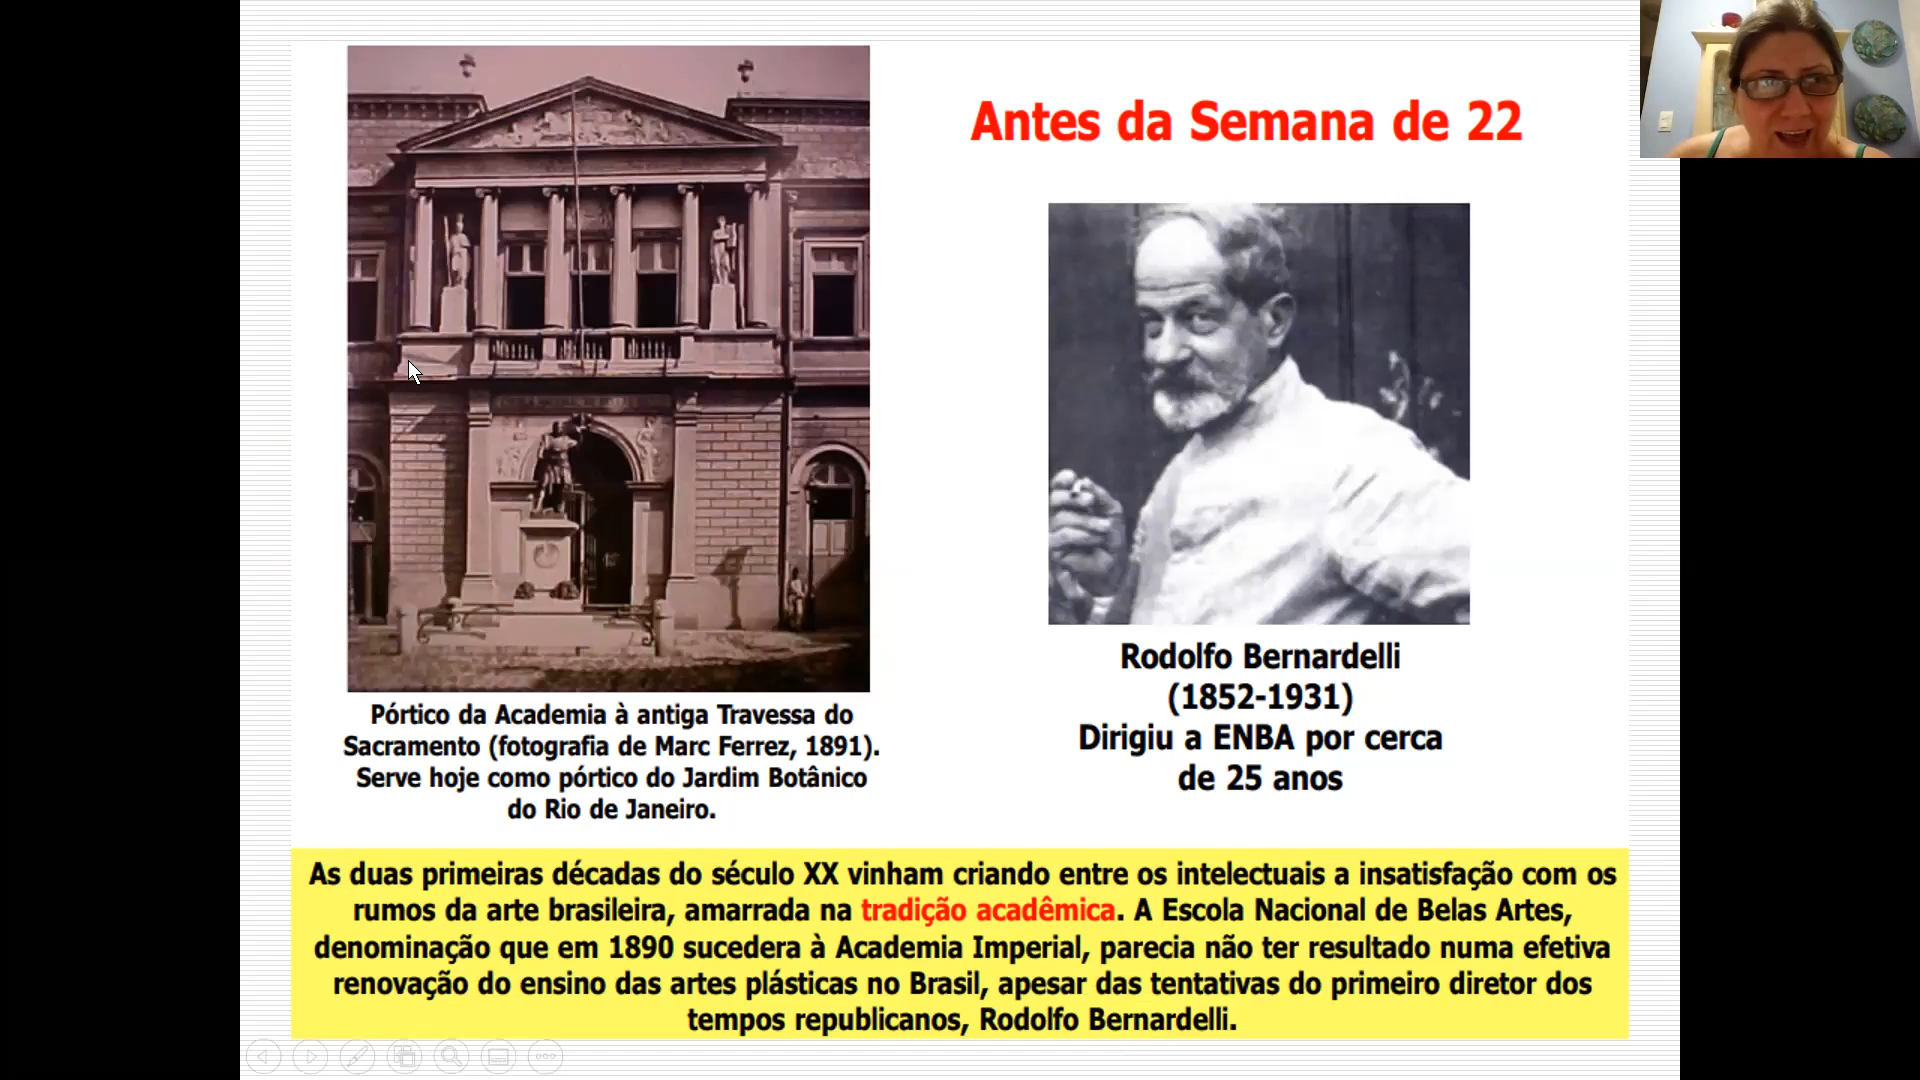 Antes da Semana de 22
Pórtico da Academia à antiga Travessa do
Sacramento (fotografia de Marc Ferrez, 1891).
Serve hoje como pórtico do Jardim Botânico
do Rio de Janeiro.
Rodolfo Bernardelli
(1852-1931)
Dirigiu a ENBA por cerca
de 25 anos
As duas primeiras décadas do século XX vinham criando entre os intelectuais a insatisfação com os
rumos da arte brasileira, amarrada na tradição acadêmica. A Escola Nacional de Belas Artes,
denominação que em 1890 sucedera à Academia Imperial, parecia não ter resultado numa efetiva
renovação do ensino das artes plásticas no Brasil, apesar das tentativas do primeiro diretor dos
tempos republicanos, Rodolfo Bernardelli.